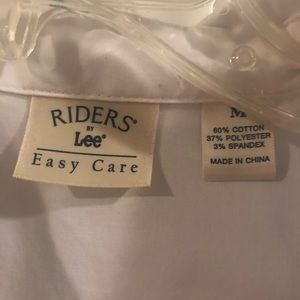 RIDERS®
BY
Lee®
Easy Care
M
60% COTTON
37% POLYESTER
3% SPANDEX
MADE IN CHINA